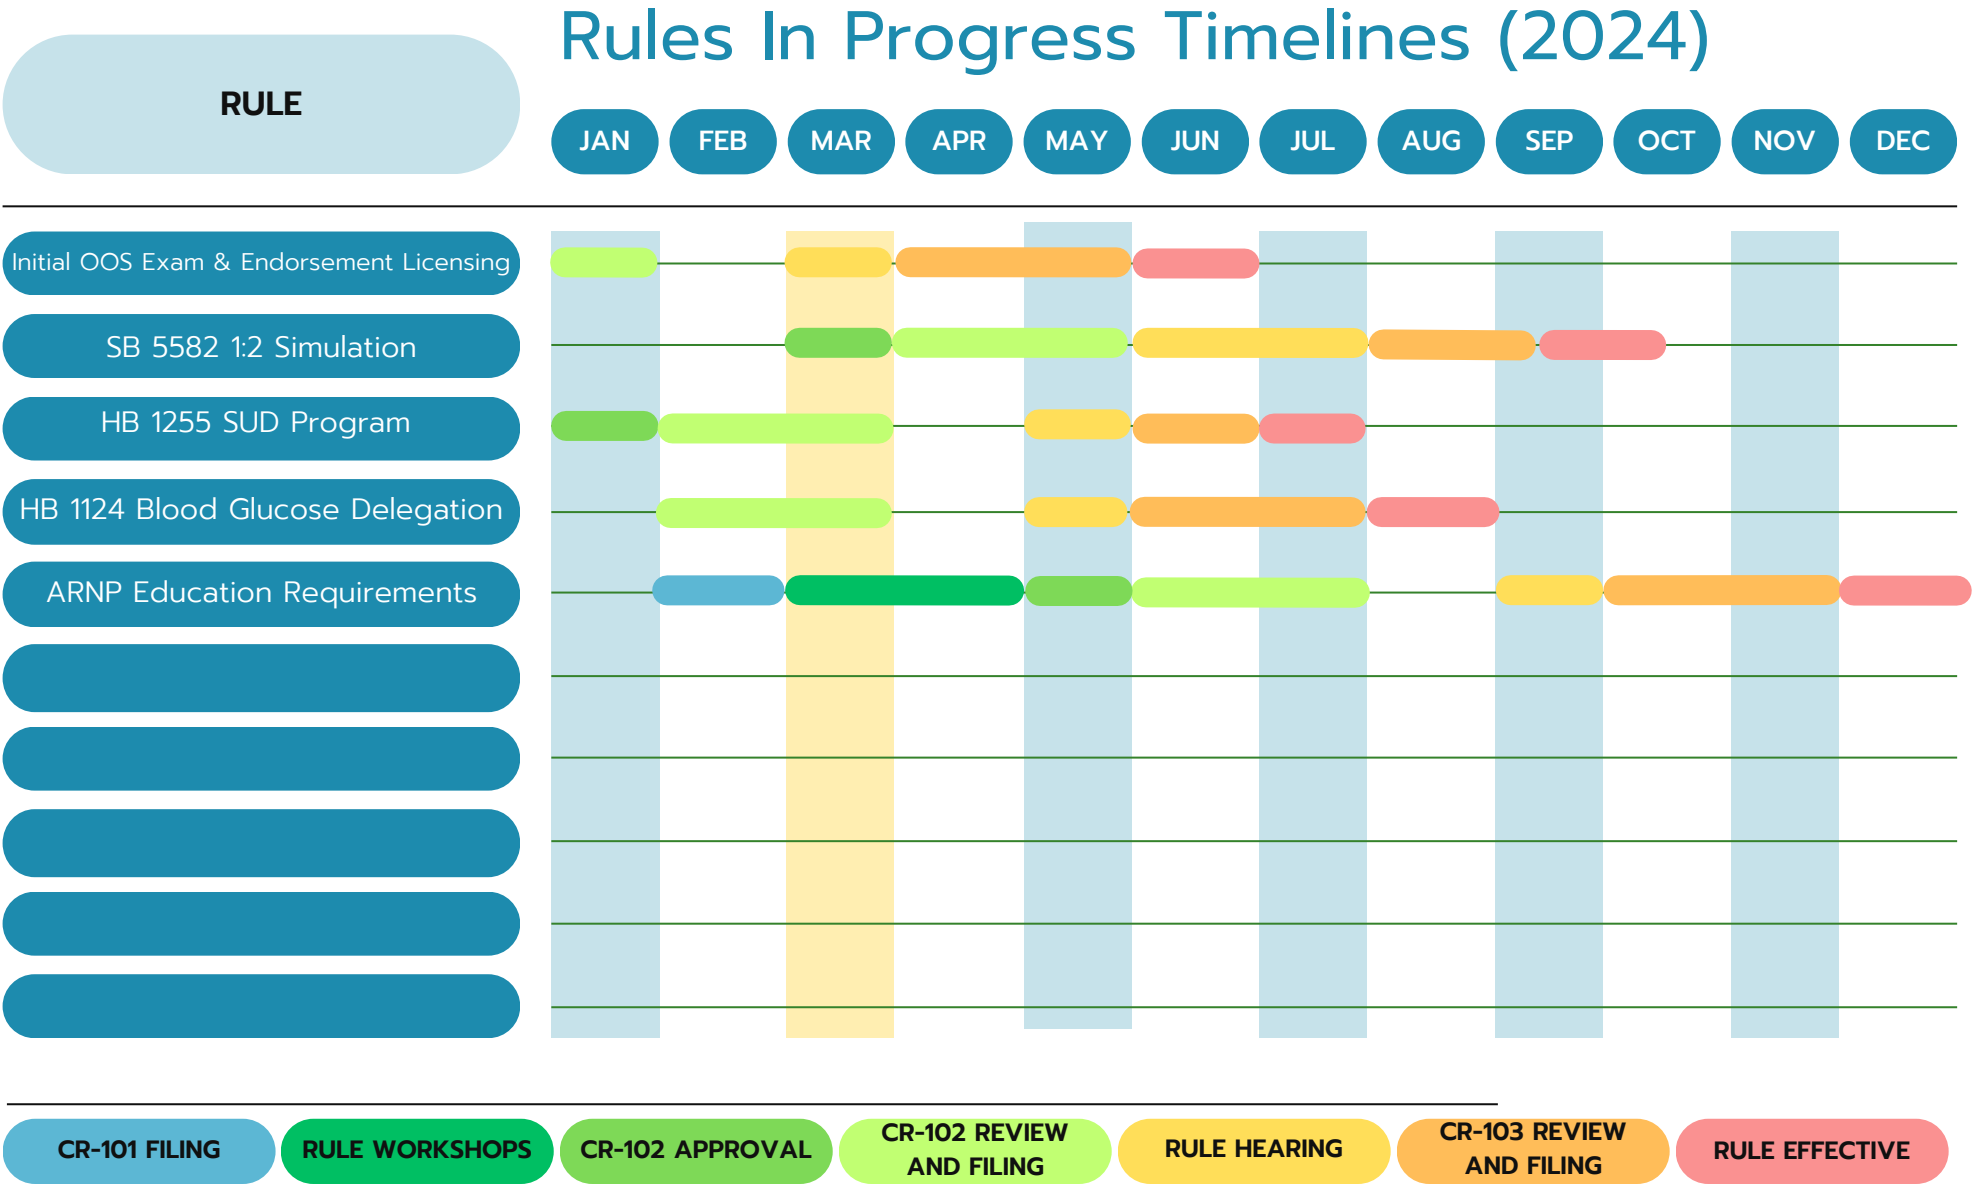 Rules In Progress Timelines (2024)
RULE
JAN
FEB
MAR
APR
MAY
JUN
JUL
AUG
SEP
OCT
NOV
DEC
Initial OOS Exam & Endorsement Licensing
SB 5582 1:2 Simulation
HB 1255 SUD Program
HB 1124 Blood Glucose Delegation
ARNP Education Requirements
CR-101 FILING
RULE WORKSHOPS
CR-102 APPROVAL
CR-102 REVIEW
AND FILING
RULE HEARING
CR-103 REVIEW
AND FILING
RULE EFFECTIVE